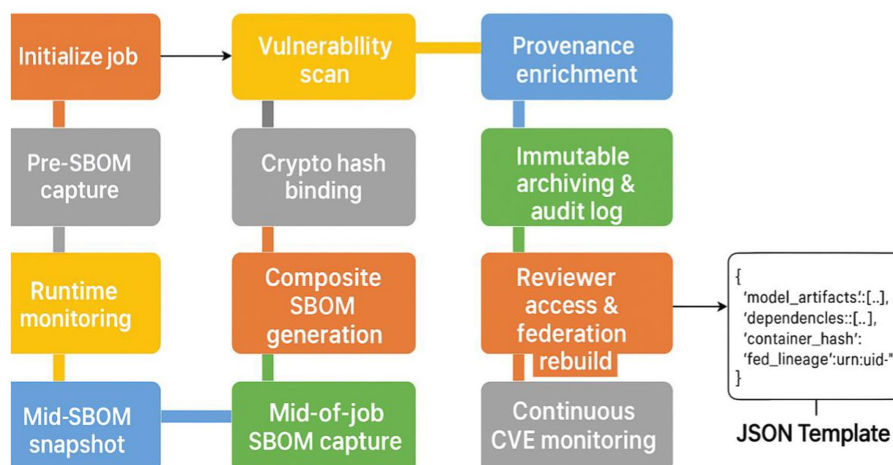 Initialize job
Vulnerability
scan
Provenance
enrichment
Pre-SBOM
capture
Crypto hash
binding
Immutable
archiving &
audit log
Runtime
monitoring
Composite
SBOM
generation
Reviewer
access &
federation
rebuild
{
'model_artifacts':[..],
'dependencles::[..],
'container_hash':
'fed_lineage':urn:uid-"
}
Mid-SBOM
snapshot
Mid-of-job
SBOM capture
Continuous
CVE monitoring
JSON Template